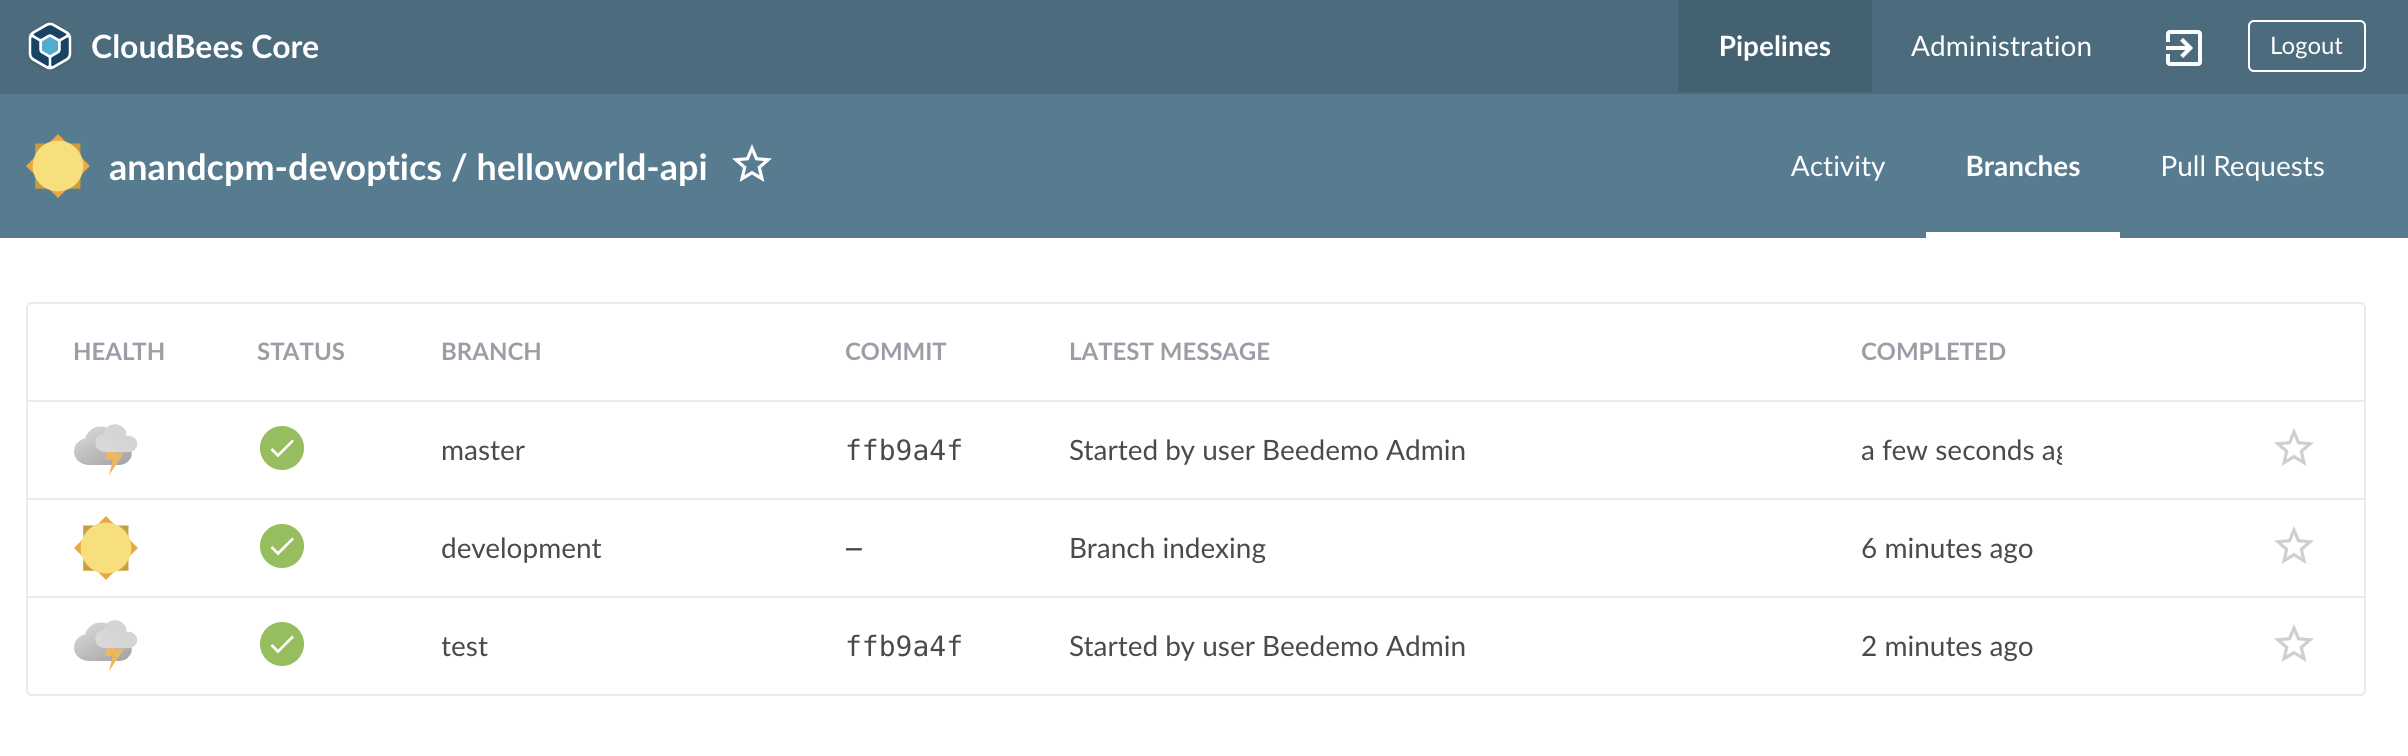 CloudBees Core Pipelines Administration Logout
anandcpm-devoptics / helloworld-api Activity Branches Pull Requests
HEALTH STATUS BRANCH COMMIT LATEST MESSAGE COMPLETED
master ffb9a4f Started by user Beedemo Admin a few seconds ag
development – Branch indexing 6 minutes ago
test ffb9a4f Started by user Beedemo Admin 2 minutes ago